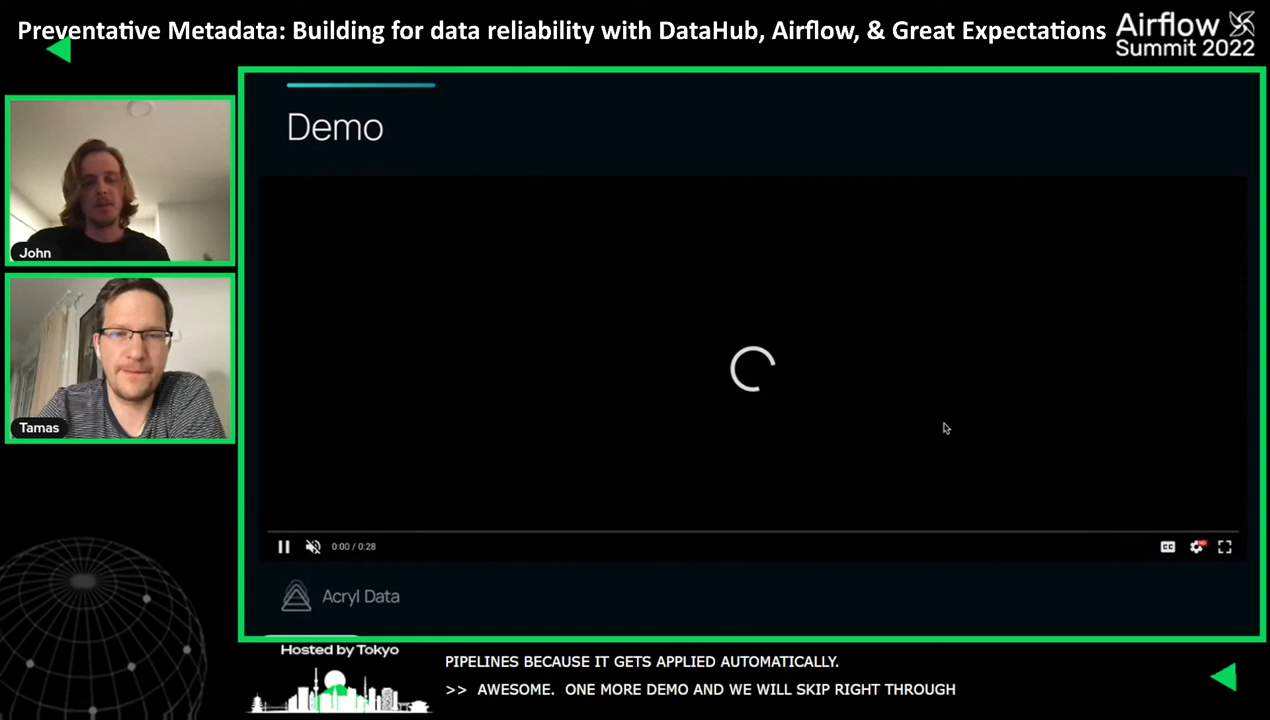 Preventative Metadata: Building for data reliability with DataHub, Airflow, & Great Expectations
Airflow
Summit 2022
John
Tamas
Demo
0:00 / 0:28
CC
HD
Acryl Data
Hosted by Tokyo
PIPELINES BECAUSE IT GETS APPLIED AUTOMATICALLY.
>> AWESOME. ONE MORE DEMO AND WE WILL SKIP RIGHT THROUGH